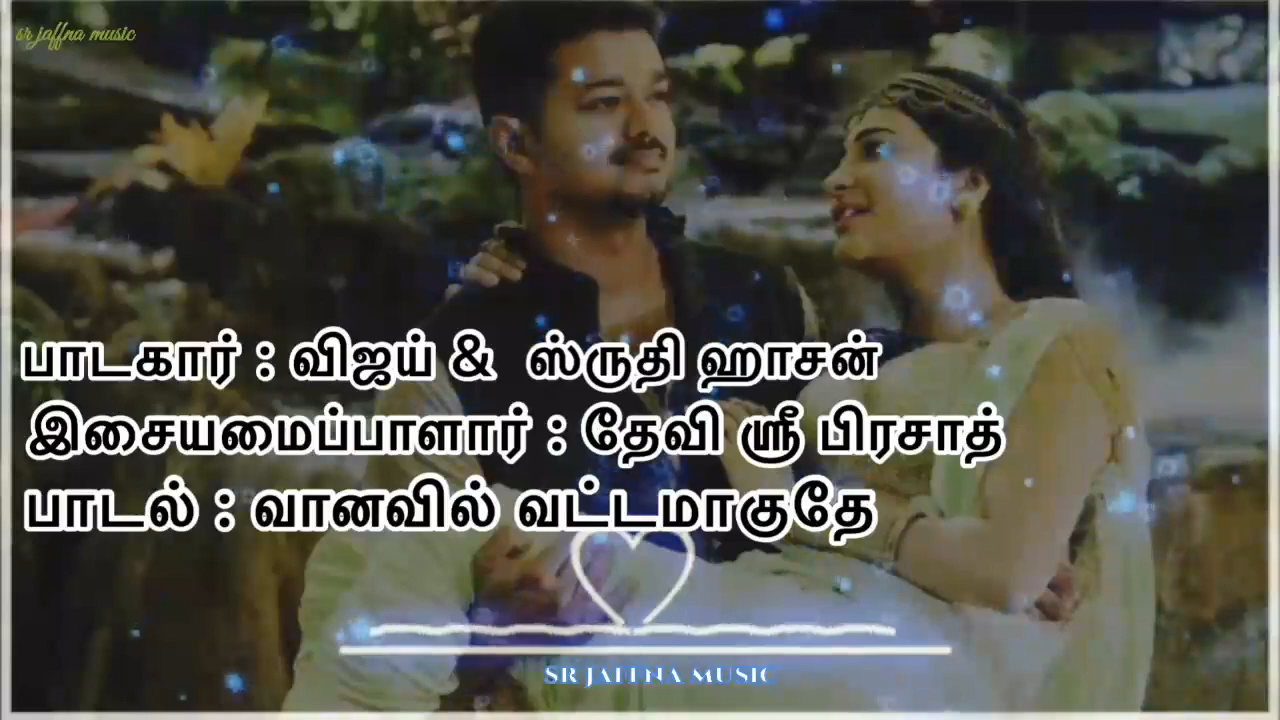 sr jaffna music
பாடகார் : விஜய் & ஸ்ருதி ஹாசன்
இசையமைப்பாளார் : தேவி ஸ்ரீ பிரசாத்
பாடல் : வானவில் வட்டமாகுதே
SR JAFFNA MUSIC